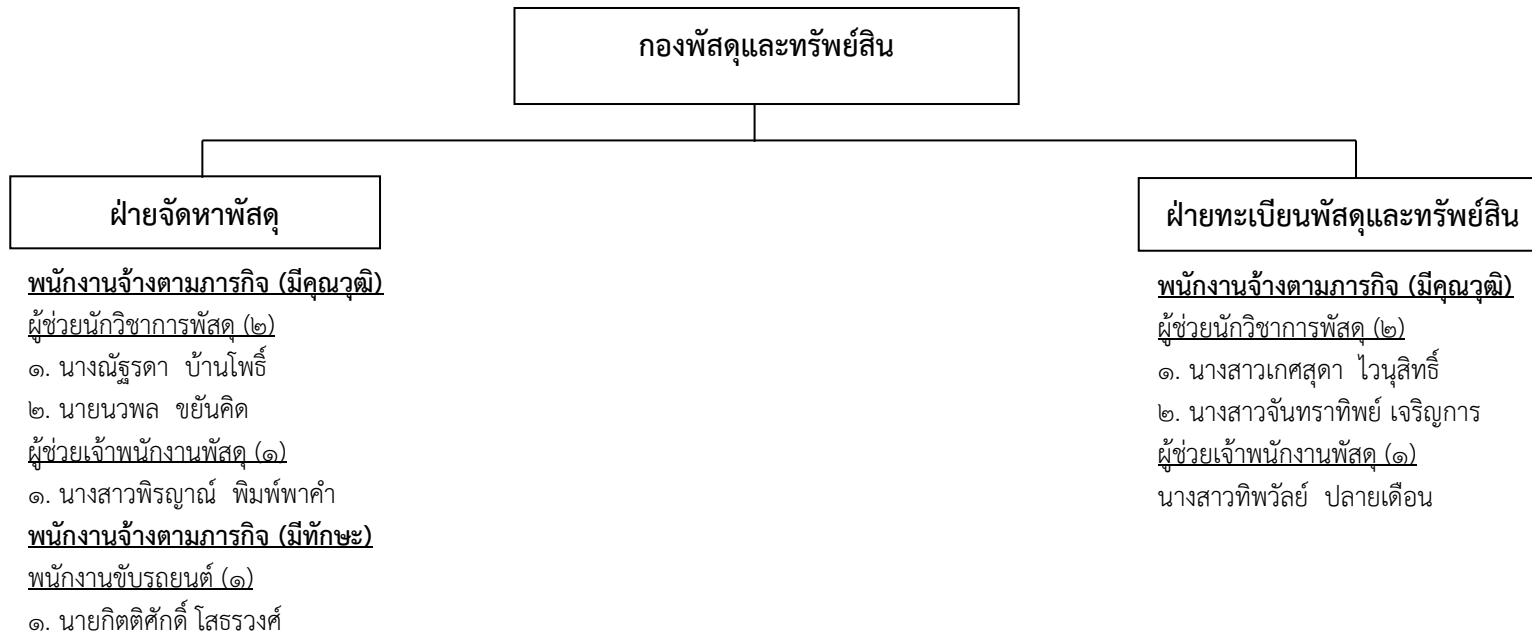 กองพัสดุและทรัพย์สิน
ฝ่ายจัดหาพัสดุ
พนักงานจ้างตามภารกิจ (มีคุณวุฒิ)
ผู้ช่วยนักวิชาการพัสดุ (๒)
๑. นางณัฐรดา บ้านโพธิ์
๒. นายนวพล ขยันคิด
ผู้ช่วยเจ้าพนักงานพัสดุ (๑)
๑. นางสาวพิรญาณ์ พิมพ์พาคำ
พนักงานจ้างตามภารกิจ (มีทักษะ)
พนักงานขับรถยนต์ (๑)
๑. นายกิตติศักดิ์ โสธรวงศ์
ฝ่ายทะเบียนพัสดุและทรัพย์สิน
พนักงานจ้างตามภารกิจ (มีคุณวุฒิ)
ผู้ช่วยนักวิชาการพัสดุ (๒)
๑. นางสาวเกศสุดา ไวนุสิทธิ์
๒. นางสาวจันทราทิพย์ เจริญการ
ผู้ช่วยเจ้าพนักงานพัสดุ (๑)
นางสาวทิพวัลย์ ปลายเดือน